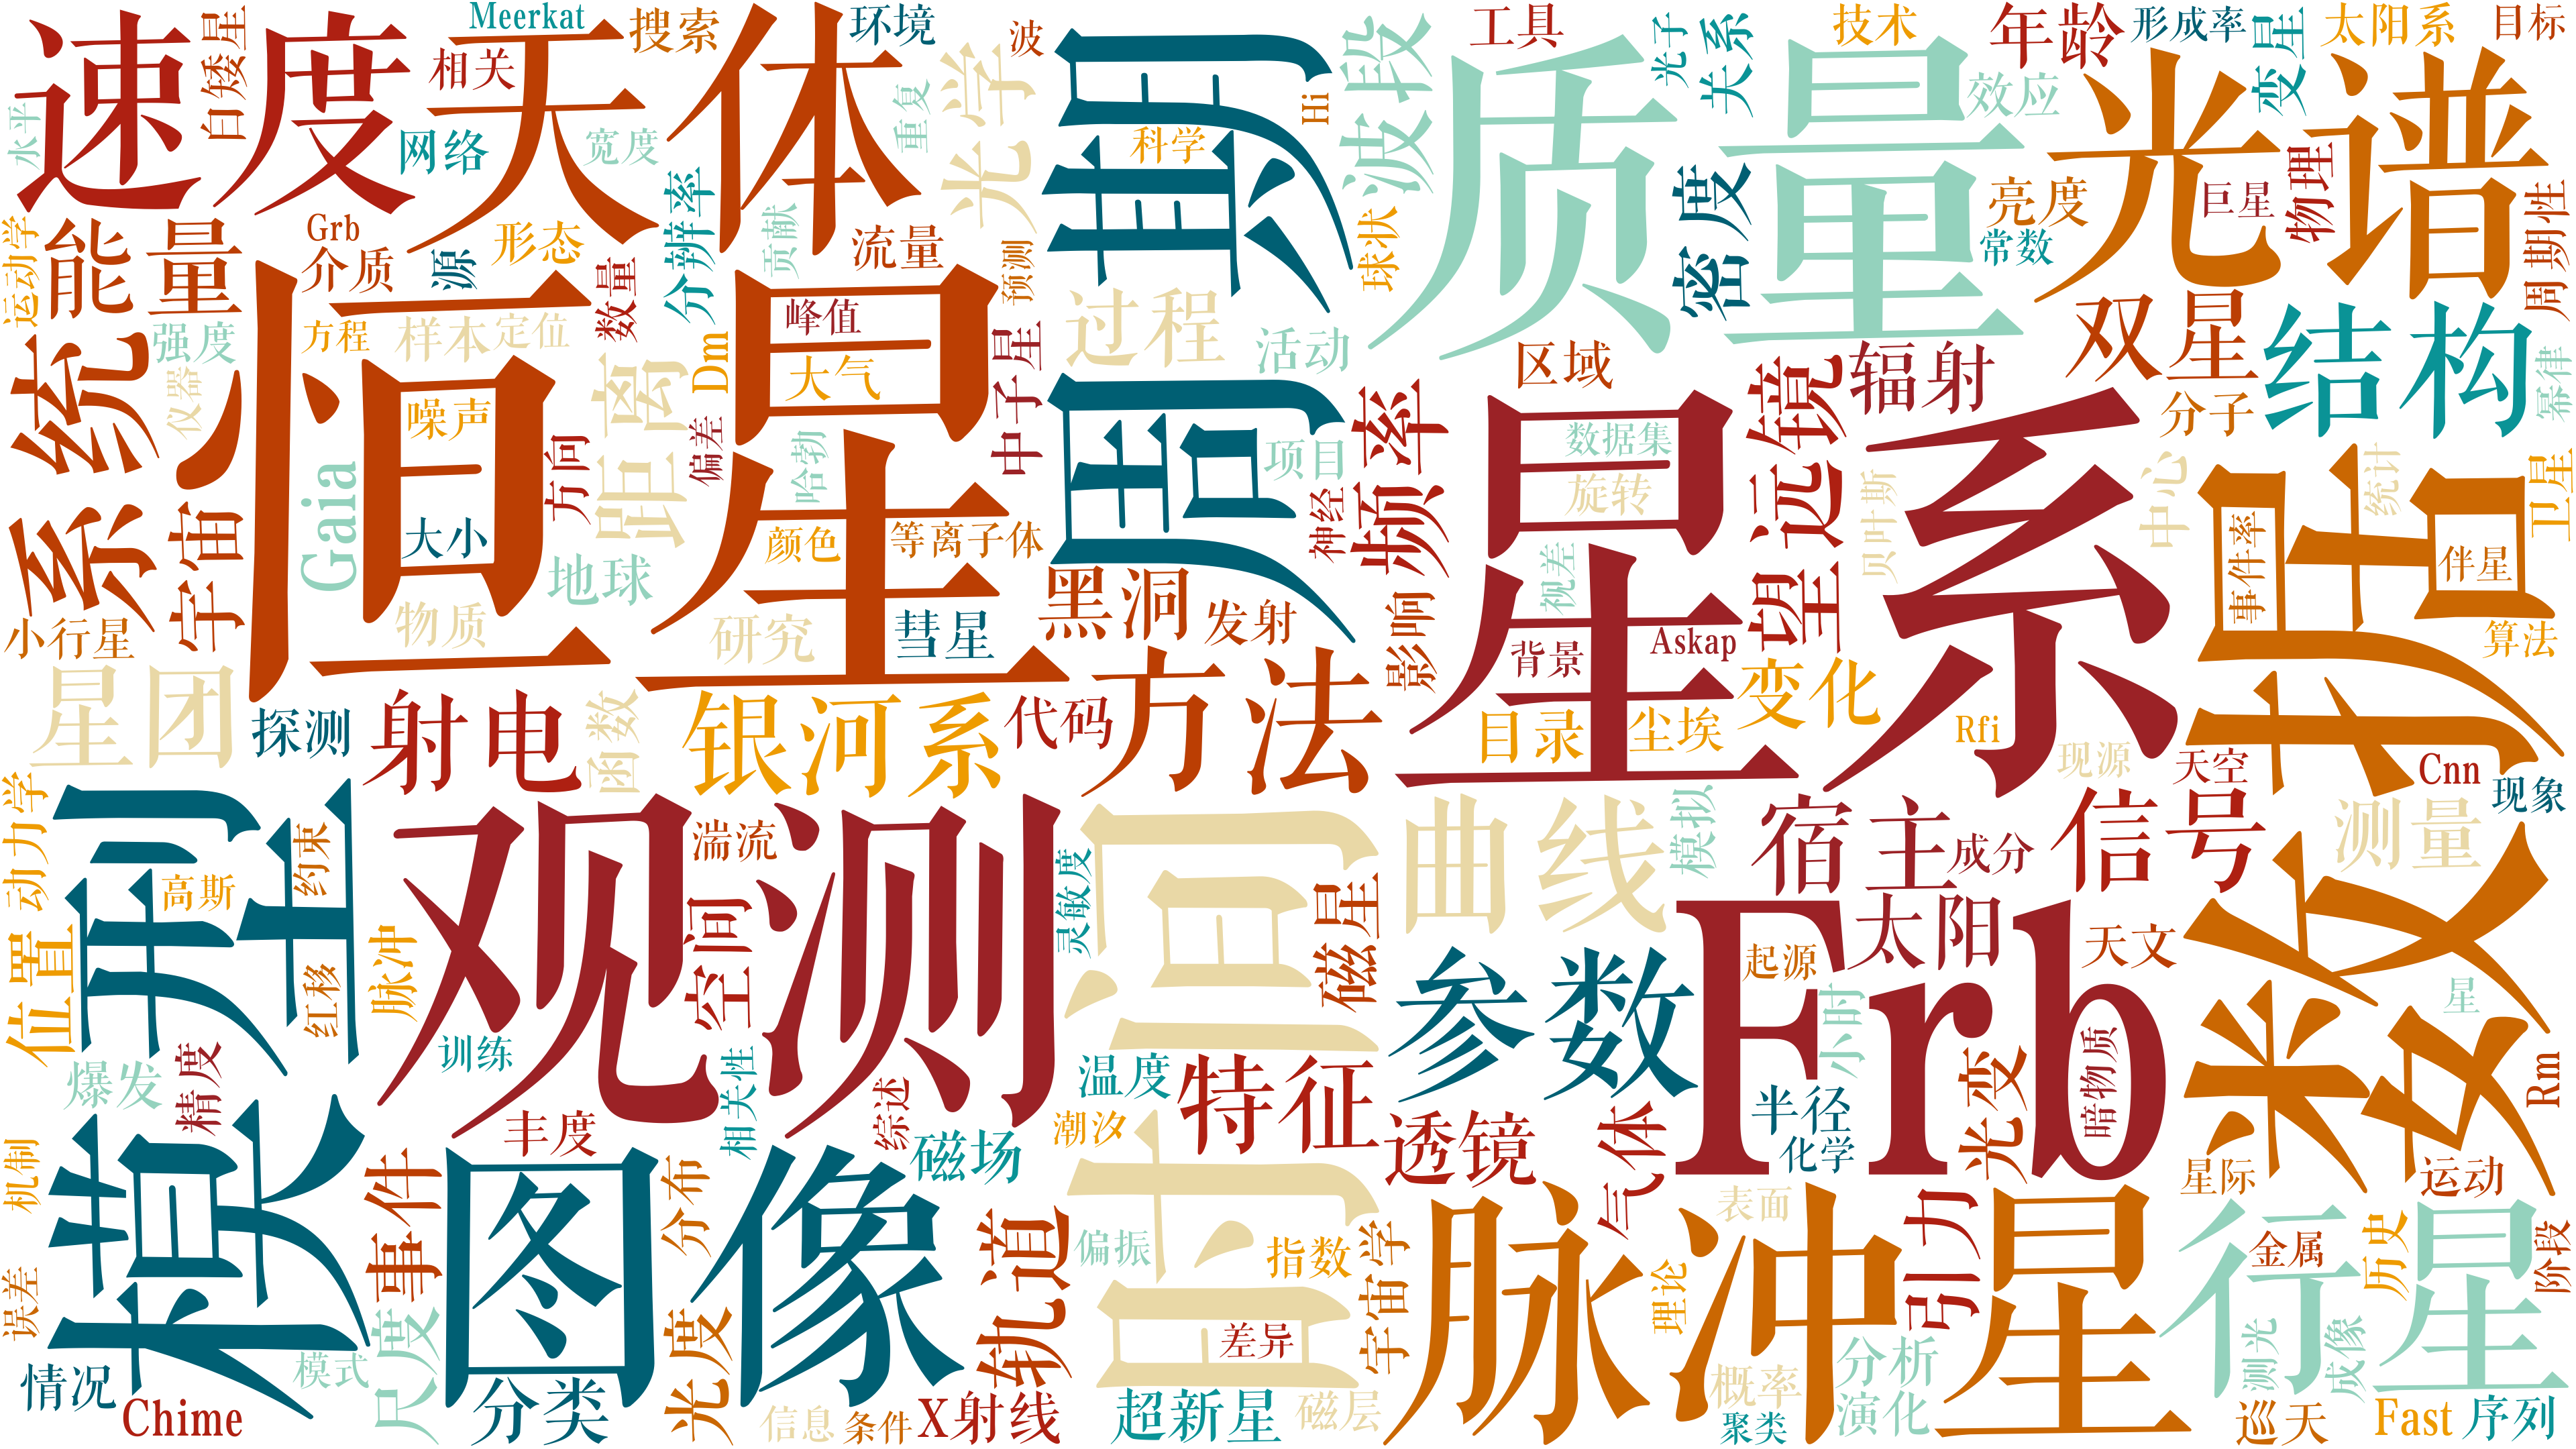 速度
白矮星
水平
天体
Meerkat
相关
网络
搜索
宽度
环境
重复
光学
波
周期
科学
Hi
波段
质量
工具
光子
关系
技术
效应
年龄
形成率
变星
太阳系
目标
光谱
密度
亮度
常数
巨星
物理
周期性
运动学
能量
Grb
介质
源
形态
数量
分辨率
贡献
流量
预测
球状
强度
方程
样本
定位
峰值
大气
Dm
中子星
过程
活动
区域
辐射
双星
分子
结构
幂律
系统
仪器
宇宙
Gaia
恒星
噪声
大小
方向
距离
偏差
哈勃
颜色
等离子体
项目
神经
频率
星系
数据集
旋转
视差
背景
Askap
望远镜
贝叶斯
中心
数据
统计
事件率
伴星
卫星
算法
小行星
物质
地球
研究
彗星
黑洞
发射
影响
星团
探测
射电
函数
银河系
代码
方法
目录
尘埃
变化
Rfi
现源
天空
Cnn
现象
动力学
模型
约束
高斯
红移
脉冲
位置
观测
湍流
空间
训练
灵敏度
时间
磁星
曲线
模拟
宿主
成分
信号
测量
参数
Frb
太阳
起源
小时
天文
暗物质
星
Rm
爆发
精度
丰度
相关性
综述
磁场
温度
潮汐
特征
透镜
半径
化学
光变
气体
机制
误差
事件
图像
分布
轨道
偏振
指数
宇宙学
差异
脉冲星
表面
理论
引力
星际
运动
行星
金属
历史
阶段
情况
Chime
模式
尺度
分类
光度
信息
条件
X射线
超新星
磁层
概率
聚类
分析
演化
测光
成像
巡天
Fast
序列